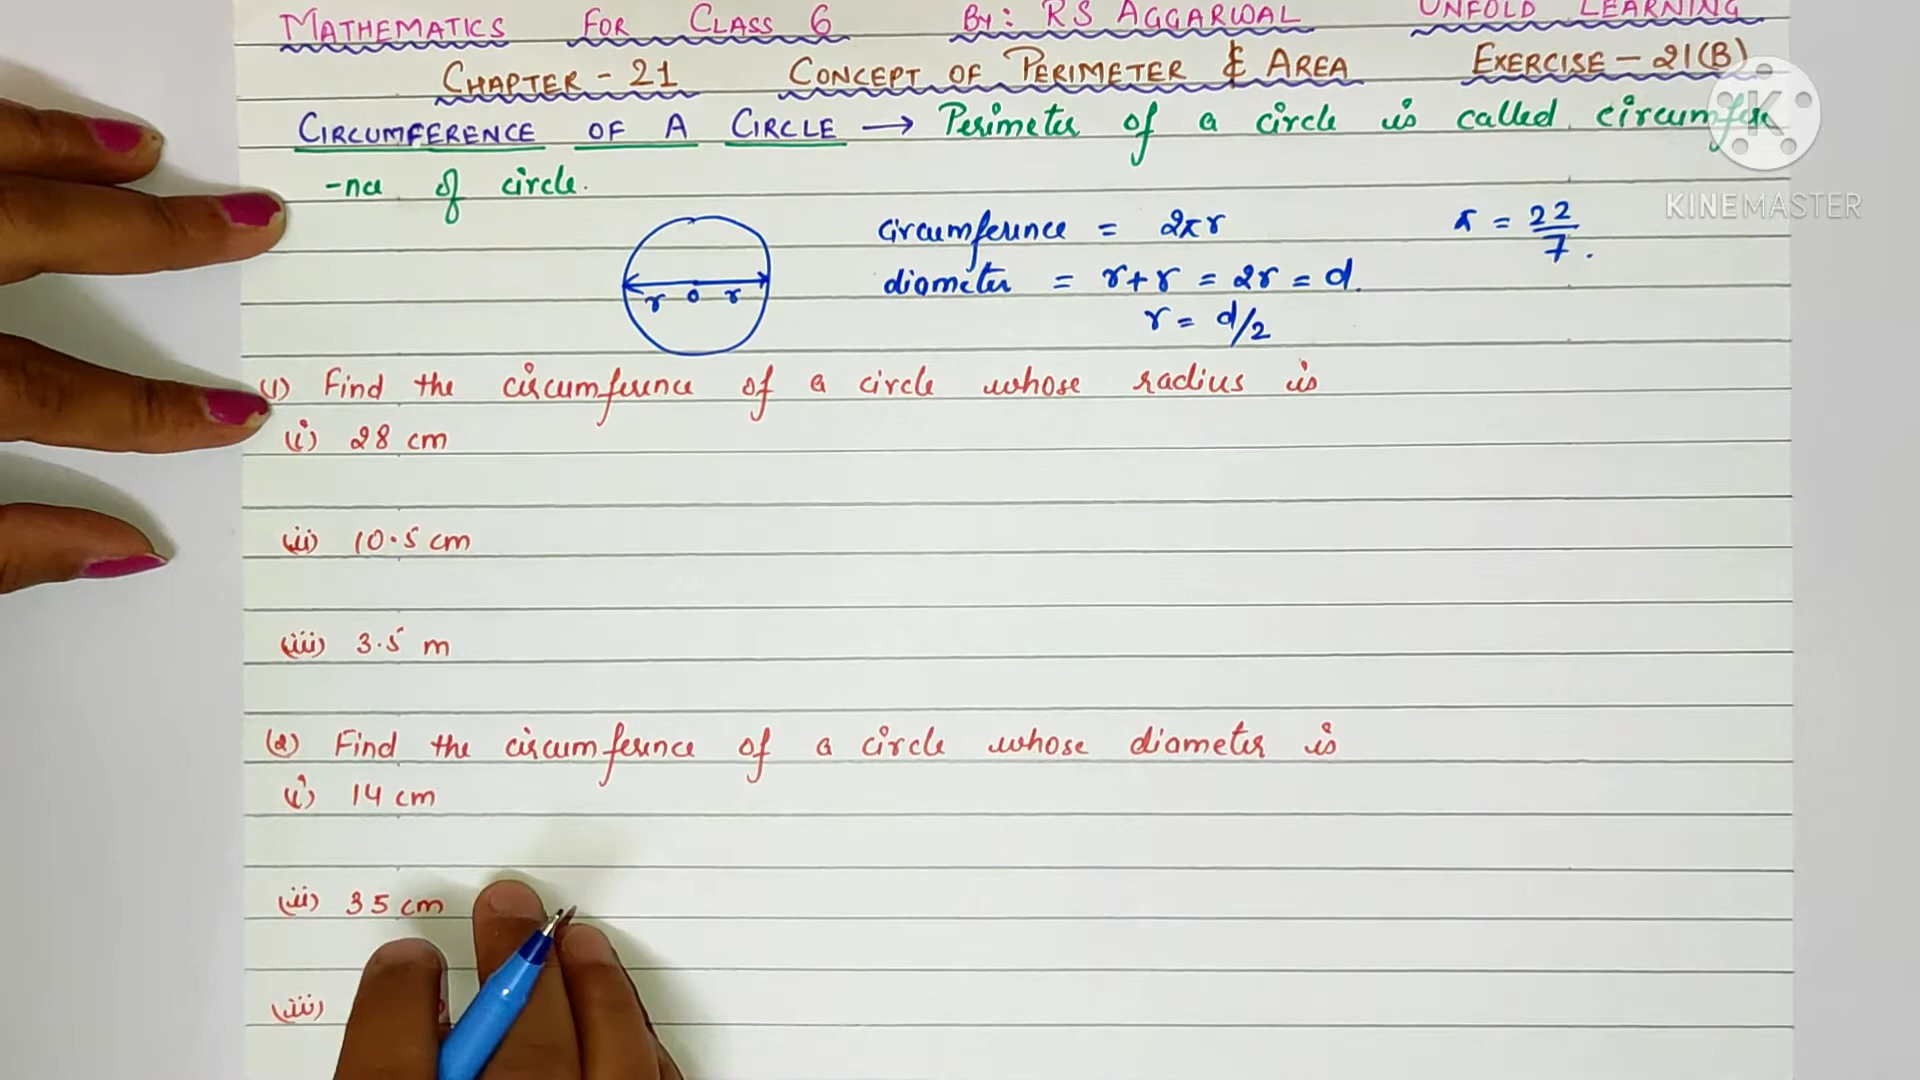 MATHEMATICS FOR CLASS 6 BY: RS AGGARWAL UNFOLD LEARNING
CHAPTER - 21 CONCEPT OF PERIMETER & AREA EXERCISE - 21(B)
CIRCUMFERENCE OF A CIRCLE → Perimeter of a circle is called circumfere
-nce of circle.
circumference = 2πr π = 22/7.
KINEMASTER
diameter = r+r = 2r = d.
r o r
r = d/2
(1) Find the circumference of a circle whose radius is
(i) 28 cm
(ii) 10.5 cm
(iii) 3.5 m
(2) Find the circumference of a circle whose diameter is
(i) 14 cm
(ii) 35 cm
(iii)